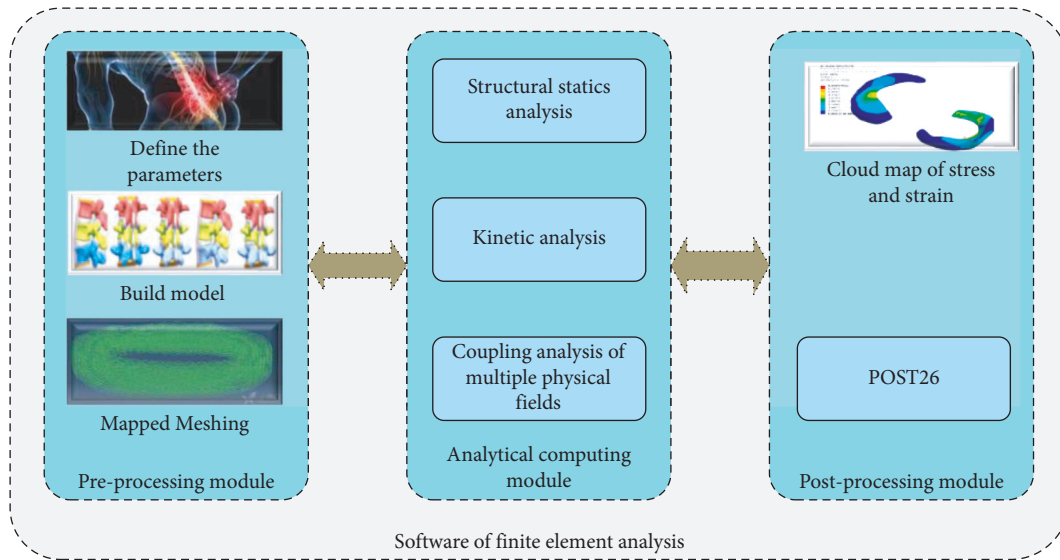 Define the
parameters
Build model
Mapped Meshing
Pre-processing module
Structural statics
analysis
Kinetic analysis
Coupling analysis of
multiple physical
fields
Analytical computing
module
Cloud map of stress
and strain
POST26
Post-processing module
Software of finite element analysis